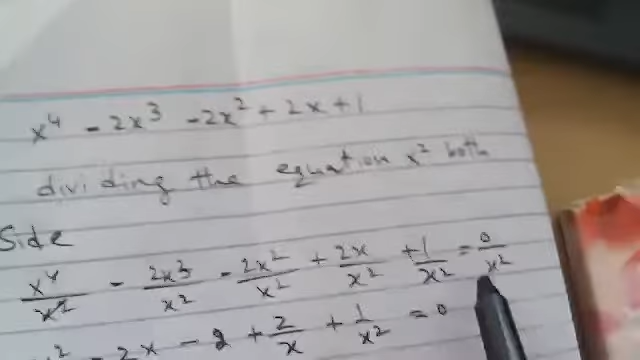 x⁴ - 2x³ - 2x² + 2x + 1
dividing the equation x² both
Side
x⁴/x² - 2x³/x² - 2x²/x² + 2x/x² + 1/x² = 0/x²
x² - 2x - 2 + 2/x + 1/x² = 0